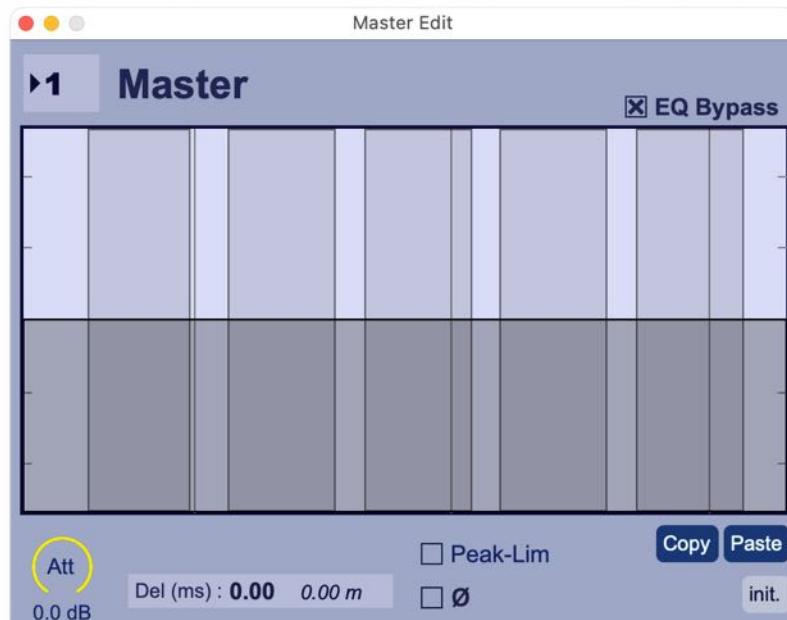 Master Edit
1 Master
EQ Bypass
Copy Paste
Att
Peak-Lim
Del (ms) : 0.00 0.00 m
Ø
init.
0.0 dB